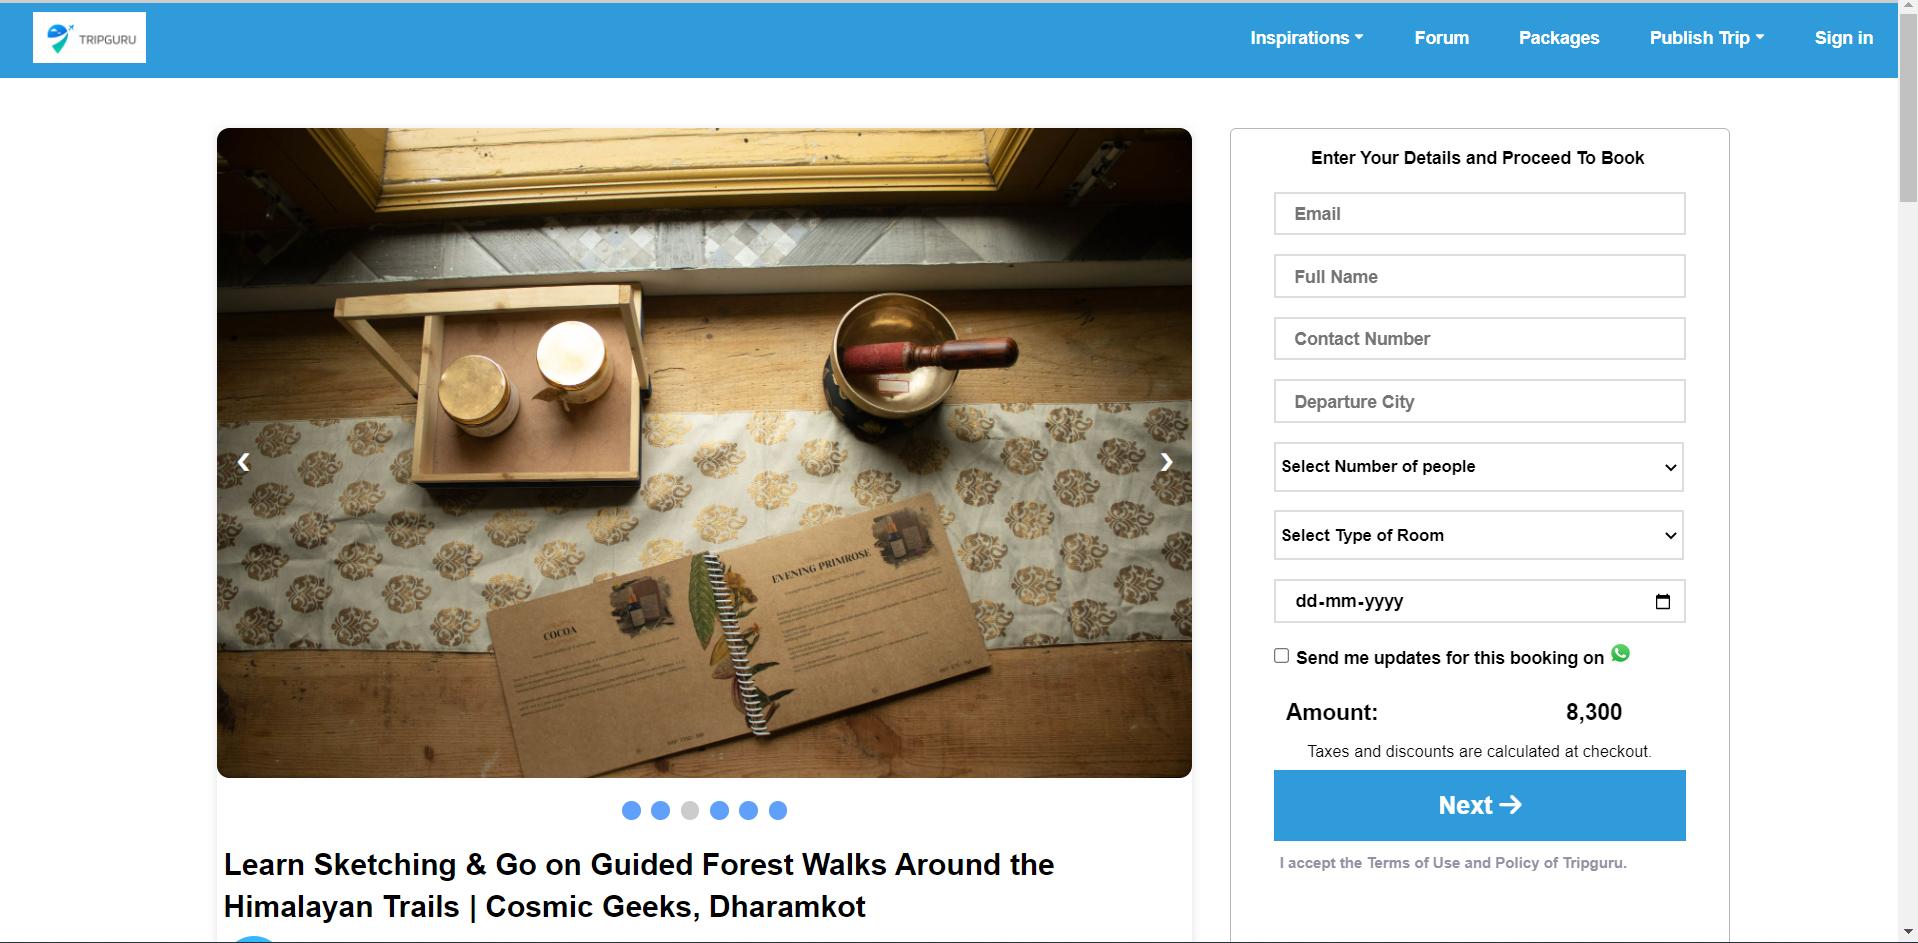 TRIPGURU
Inspirations
Forum
Packages
Publish Trip
Sign in
COCOA
EVENING PRIMROSE
Learn Sketching & Go on Guided Forest Walks Around the
Himalayan Trails | Cosmic Geeks, Dharamkot
Enter Your Details and Proceed To Book
Email
Full Name
Contact Number
Departure City
Select Number of people
Select Type of Room
dd-mm-yyyy
Send me updates for this booking on
Amount: 8,300
Taxes and discounts are calculated at checkout.
Next
I accept the Terms of Use and Policy of Tripguru.